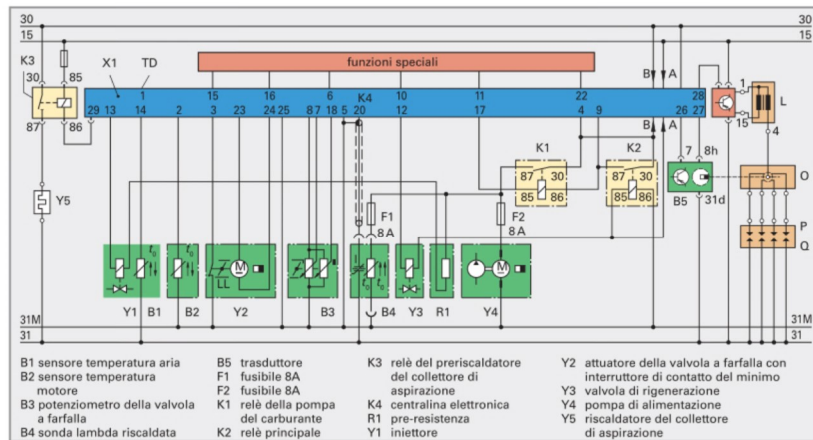 30 30
15 15
K3 X1 TD funzioni speciali
30 85
1 15 16 6 K4 10 11 22 B A 28 1 L
29 13 14 2 3 23 24 25 8 7 18 5 20 12 17 4 9 26 27 15
87 86 4
K1 K2 7 8h
87 30 87 30 O
85 86 85 86 B5 31d
Y5 F1 F2 P
8A 8A Q
t₀ t₀ LL M t₀ t₀ M
Y1 B1 B2 Y2 B3 B4 Y3 R1 Y4
31M 31M
31 31
B1 sensore temperatura aria
B2 sensore temperatura
motore
B3 potenziometro della valvola
a farfalla
B4 sonda lambda riscaldata
B5 trasduttore
F1 fusibile 8A
F2 fusibile 8A
K1 relè della pompa
del carburante
K2 relè principale
K3 relè del preriscaldatore
del collettore di
aspirazione
K4 centralina elettronica
R1 pre-resistenza
Y1 iniettore
Y2 attuatore della valvola a farfalla con
interruttore di contatto del minimo
Y3 valvola di rigenerazione
Y4 pompa di alimentazione
Y5 riscaldatore del collettore
di aspirazione